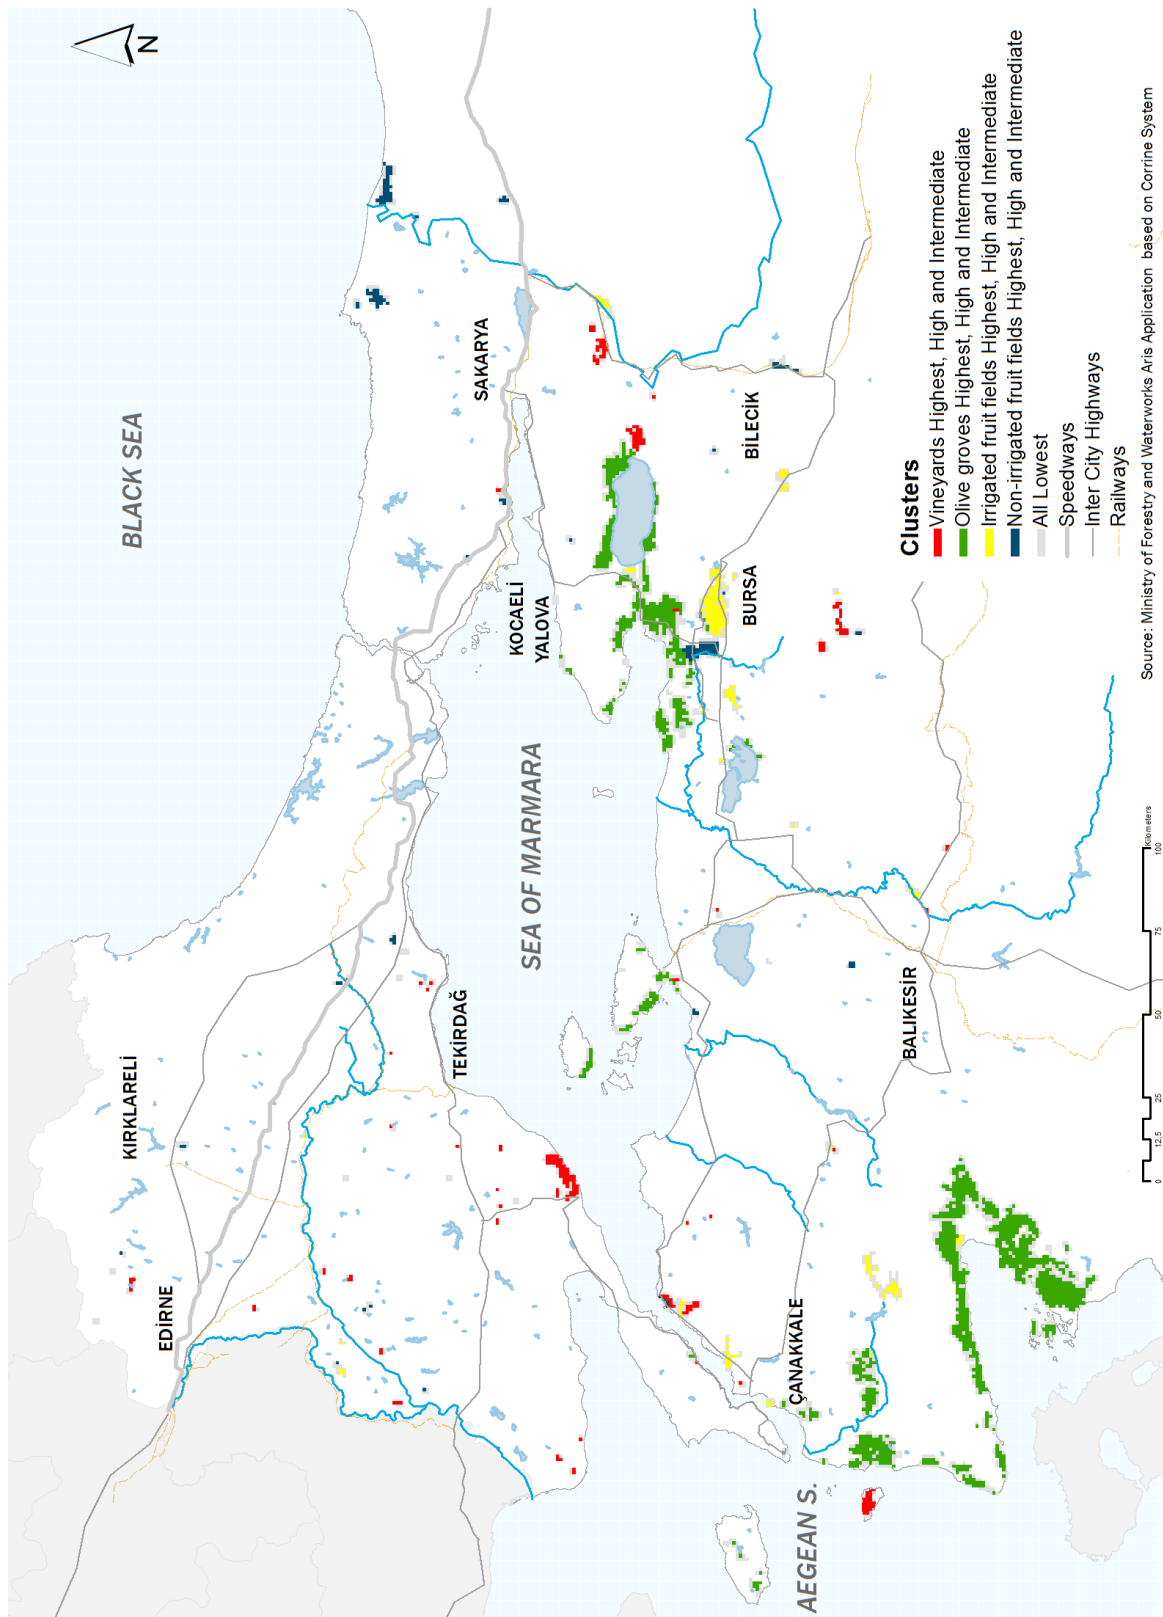 N
BLACK SEA
KIRKLARELİ
EDİRNE
TEKİRDAĞ
SEA OF MARMARA
KOCAELİ
YALOVA
SAKARYA
BİLECİK
BURSA
BALIKESİR
ÇANAKKALE
AEGEAN S.
Clusters
Vineyards Highest, High and Intermediate
Olive groves Highest, High and Intermediate
Irrigated fruit fields Highest, High and Intermediate
Non-irrigated fruit fields Highest, High and Intermediate
All Lowest
Speedways
Inter City Highways
Railways
0 12,5 25 50 75 100
Kilometers
Source: Ministry of Forestry and Waterworks Aris Application based on Corrine System